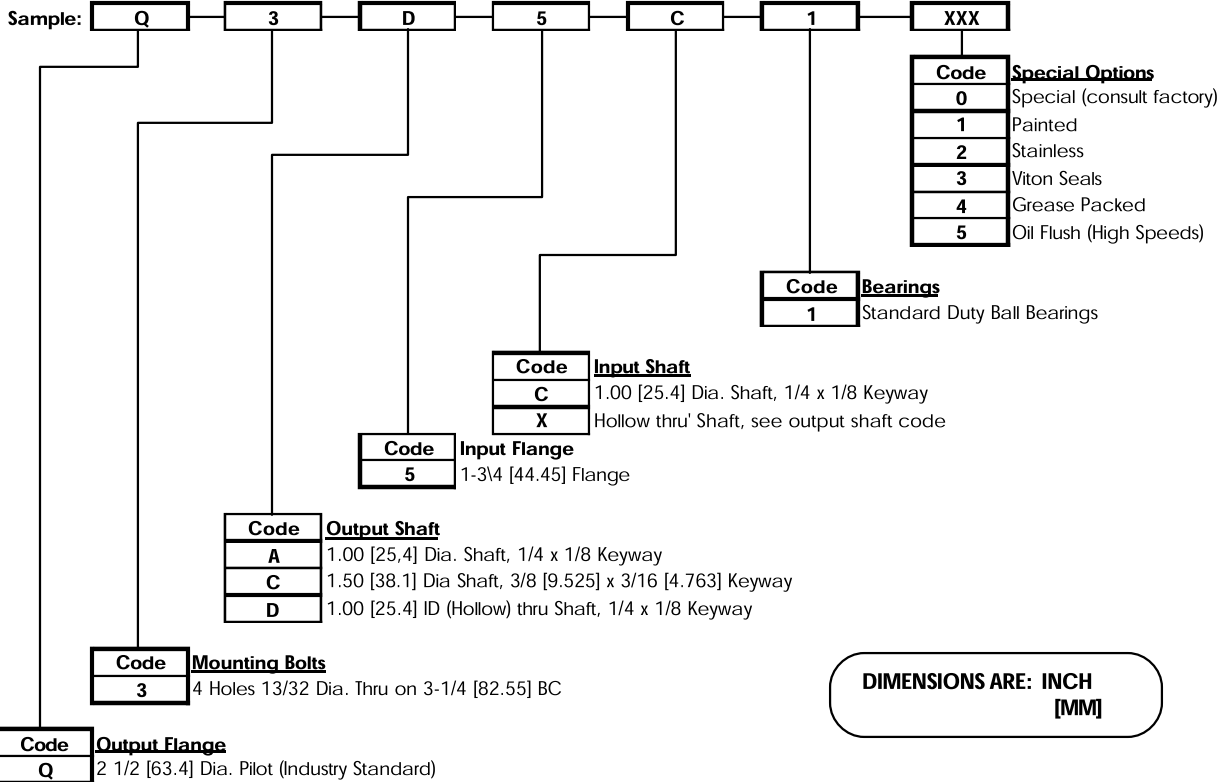 Sample: Q 3 D 5 C 1 XXX
Code Special Options
0 Special (consult factory)
1 Painted
2 Stainless
3 Viton Seals
4 Grease Packed
5 Oil Flush (High Speeds)
Code Bearings
1 Standard Duty Ball Bearings
Code Input Shaft
C 1.00 [25.4] Dia. Shaft, 1/4 x 1/8 Keyway
X Hollow thru' Shaft, see output shaft code
Code Input Flange
5 1-3\4 [44.45] Flange
Code Output Shaft
A 1.00 [25,4] Dia. Shaft, 1/4 x 1/8 Keyway
C 1.50 [38.1] Dia Shaft, 3/8 [9.525] x 3/16 [4.763] Keyway
D 1.00 [25.4] ID (Hollow) thru Shaft, 1/4 x 1/8 Keyway
Code Mounting Bolts
3 4 Holes 13/32 Dia. Thru on 3-1/4 [82.55] BC
DIMENSIONS ARE: INCH
[MM]
Code Output Flange
Q 2 1/2 [63.4] Dia. Pilot (Industry Standard)